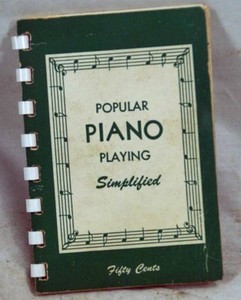 POPULAR
PIANO
PLAYING
Simplified
Fifty Cents